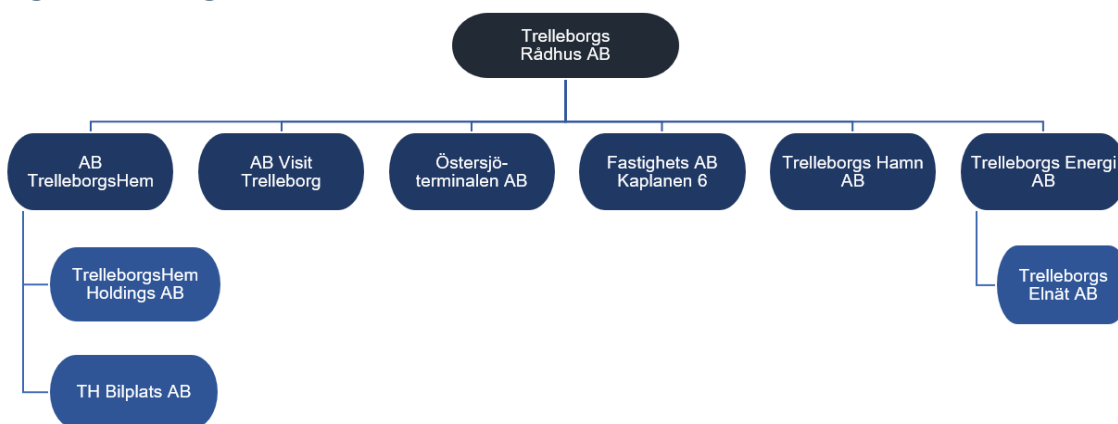 Trelleborgs
Rådhus AB
AB
TrelleborgsHem
AB Visit
Trelleborg
Östersjö-
terminalen AB
Fastighets AB
Kaplanen 6
Trelleborgs Hamn
AB
Trelleborgs Energi
AB
TrelleborgsHem
Holdings AB
Trelleborgs
Elnät AB
TH Bilplats AB